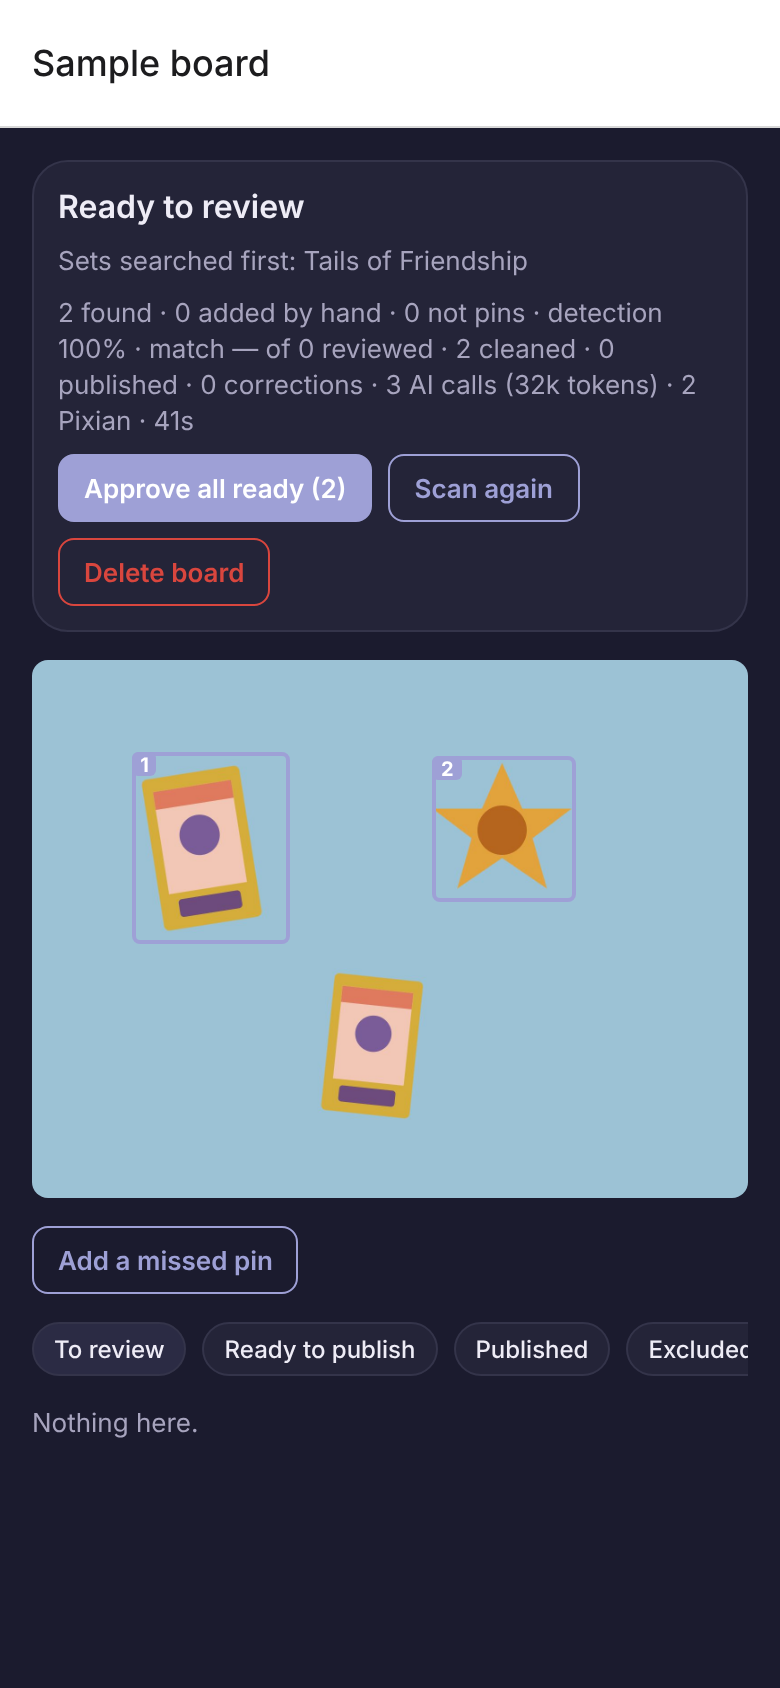 Sample board
Ready to review
Sets searched first: Tails of Friendship
2 found · 0 added by hand · 0 not pins · detection
100% · match — of 0 reviewed · 2 cleaned · 0
published · 0 corrections · 3 AI calls (32k tokens) · 2
Pixian · 41s
Approve all ready (2)
Scan again
Delete board
1
2
Add a missed pin
To review
Ready to publish
Published
Excluded
Nothing here.